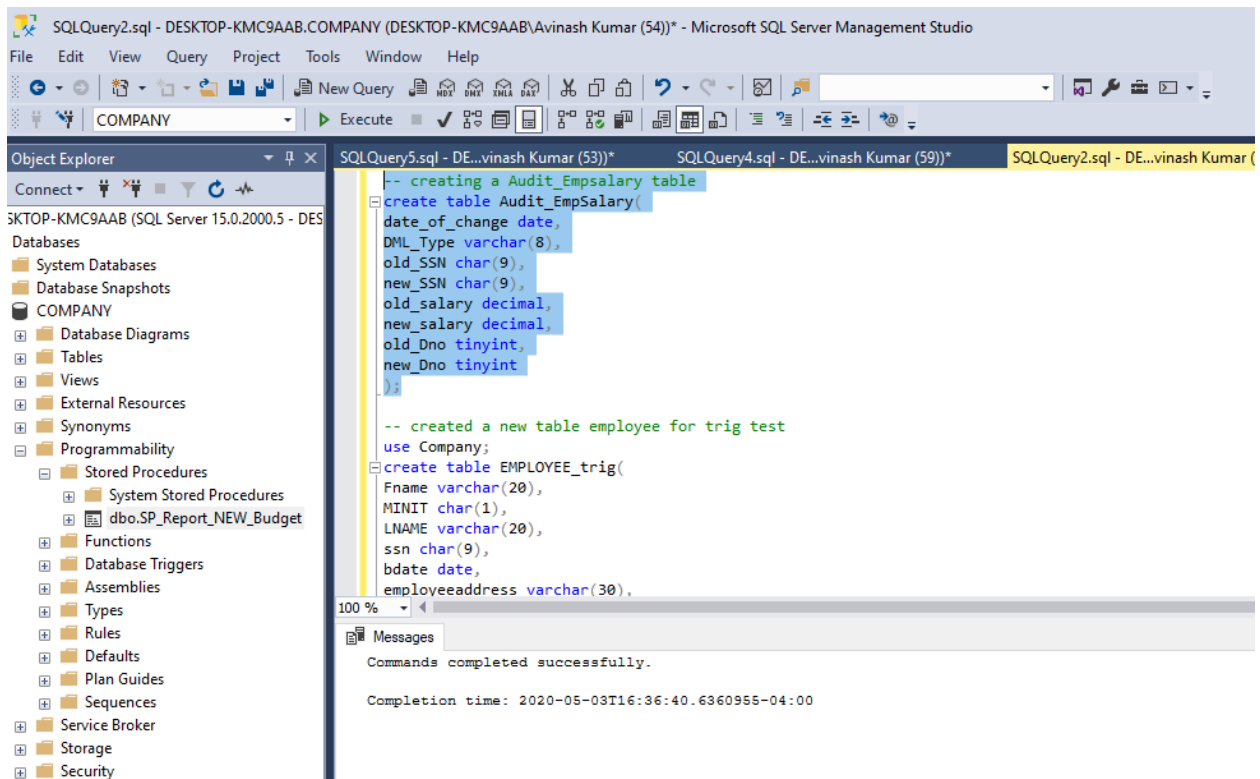 SQLQuery2.sql - DESKTOP-KMC9AAB.COMPANY (DESKTOP-KMC9AAB\Avinash Kumar (54))* - Microsoft SQL Server Management Studio
File Edit View Query Project Tools Window Help
New Query MDX DMX XMLA DAX
COMPANY Execute
Object Explorer
Connect
SKTOP-KMC9AAB (SQL Server 15.0.2000.5 - DES
Databases
System Databases
Database Snapshots
COMPANY
Database Diagrams
Tables
Views
External Resources
Synonyms
Programmability
Stored Procedures
System Stored Procedures
dbo.SP_Report_NEW_Budget
Functions
Database Triggers
Assemblies
Types
Rules
Defaults
Plan Guides
Sequences
Service Broker
Storage
Security
SQLQuery5.sql - DE...vinash Kumar (53))* SQLQuery4.sql - DE...vinash Kumar (59))* SQLQuery2.sql - DE...vinash Kumar (
-- creating a Audit_Empsalary table
create table Audit_EmpSalary(
date_of_change date,
DML_Type varchar(8),
old_SSN char(9),
new_SSN char(9),
old_salary decimal,
new_salary decimal,
old_Dno tinyint,
new_Dno tinyint
);
-- created a new table employee for trig test
use Company;
create table EMPLOYEE_trig(
Fname varchar(20),
MINIT char(1),
LNAME varchar(20),
ssn char(9),
bdate date,
employeeaddress varchar(30),
100 %
Messages
Commands completed successfully.
Completion time: 2020-05-03T16:36:40.6360955-04:00